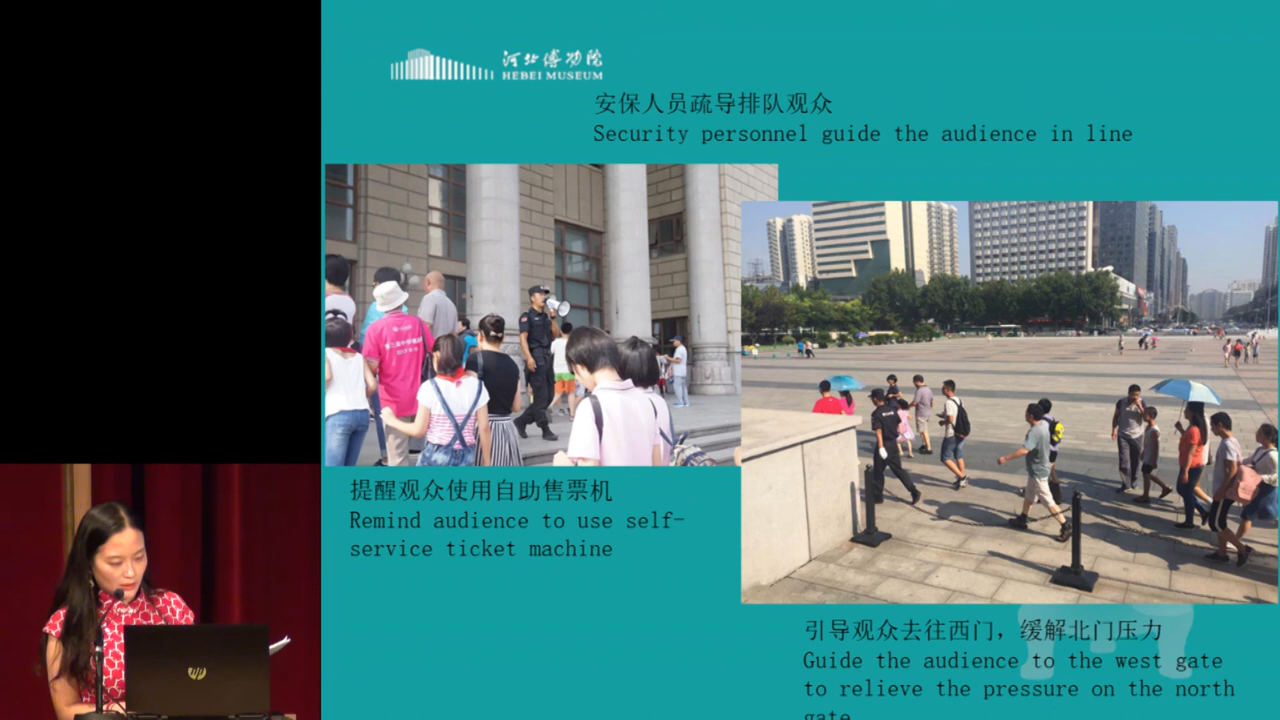 河北博物院
HEBEI MUSEUM
安保人员疏导排队观众
Security personnel guide the audience in line
提醒观众使用自助售票机
Remind audience to use self-
service ticket machine
引导观众去往西门，缓解北门压力
Guide the audience to the west gate
to relieve the pressure on the north
gate
hp